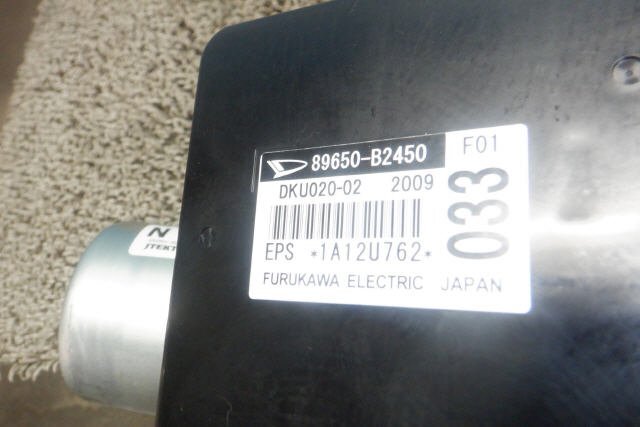 89650-B2450
F01
DKU020-02 2009
033
EPS *1A12U762*
FURUKAWA ELECTRIC JAPAN
N
JTEKT